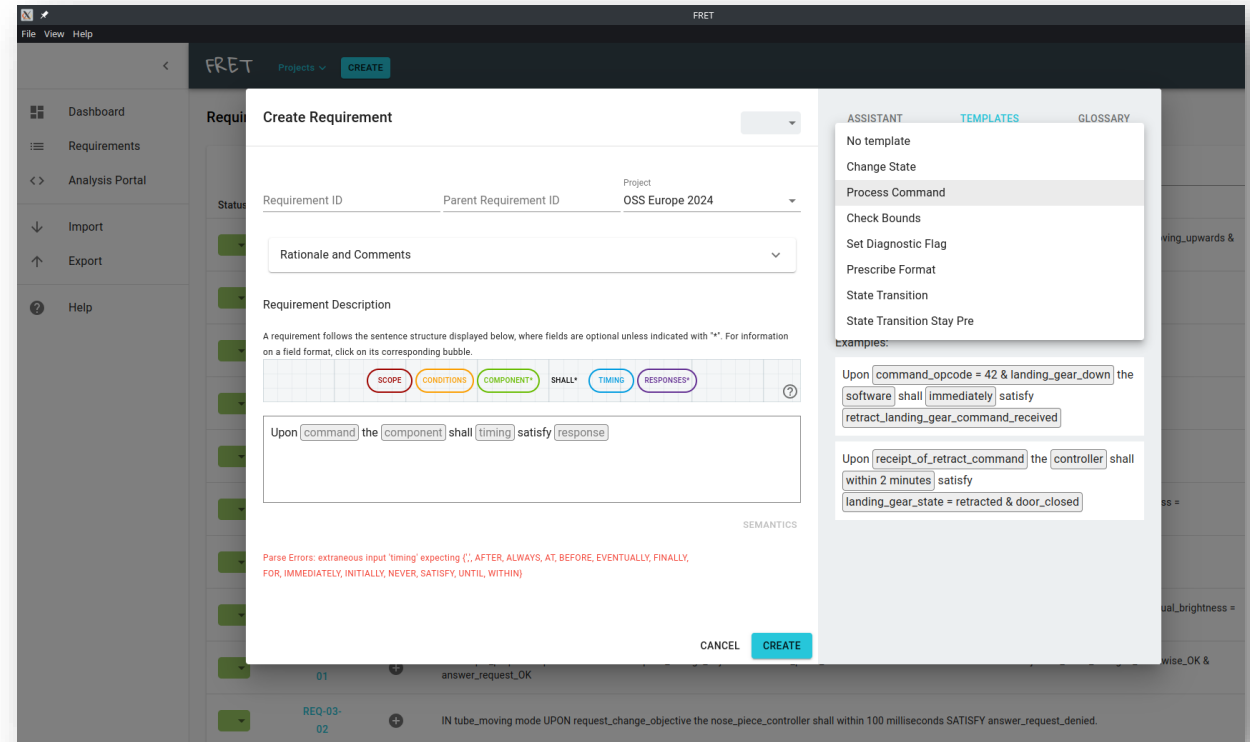 FRET
File View Help
FRET Projects CREATE
Dashboard
Requirements
Analysis Portal
Import
Export
Help
Requi
Status
Create Requirement
Requirement ID
Parent Requirement ID
Project
OSS Europe 2024
Rationale and Comments
Requirement Description
A requirement follows the sentence structure displayed below, where fields are optional unless indicated with "*". For information
on a field format, click on its corresponding bubble.
SCOPE CONDITIONS COMPONENT* SHALL* TIMING RESPONSES*
Upon command the component shall timing satisfy response
SEMANTICS
Parse Errors: extraneous input 'timing' expecting {',', AFTER, ALWAYS, AT, BEFORE, EVENTUALLY, FINALLY,
FOR, IMMEDIATELY, INITIALLY, NEVER, SATISFY, UNTIL, WITHIN}
CANCEL CREATE
ASSISTANT TEMPLATES GLOSSARY
No template
Change State
Process Command
Check Bounds
Set Diagnostic Flag
Prescribe Format
State Transition
State Transition Stay Pre
Examples:
Upon command_opcode = 42 & landing_gear_down the
software shall immediately satisfy
retract_landing_gear_command_received
Upon receipt_of_retract_command the controller shall
within 2 minutes satisfy
landing_gear_state = retracted & door_closed
oving_upwards &
ss =
ual_brightness =
wise_OK &
01
answer_request_OK
REQ-03-
02
IN tube_moving mode UPON request_change_objective the nose_piece_controller shall within 100 milliseconds SATISFY answer_request_denied.